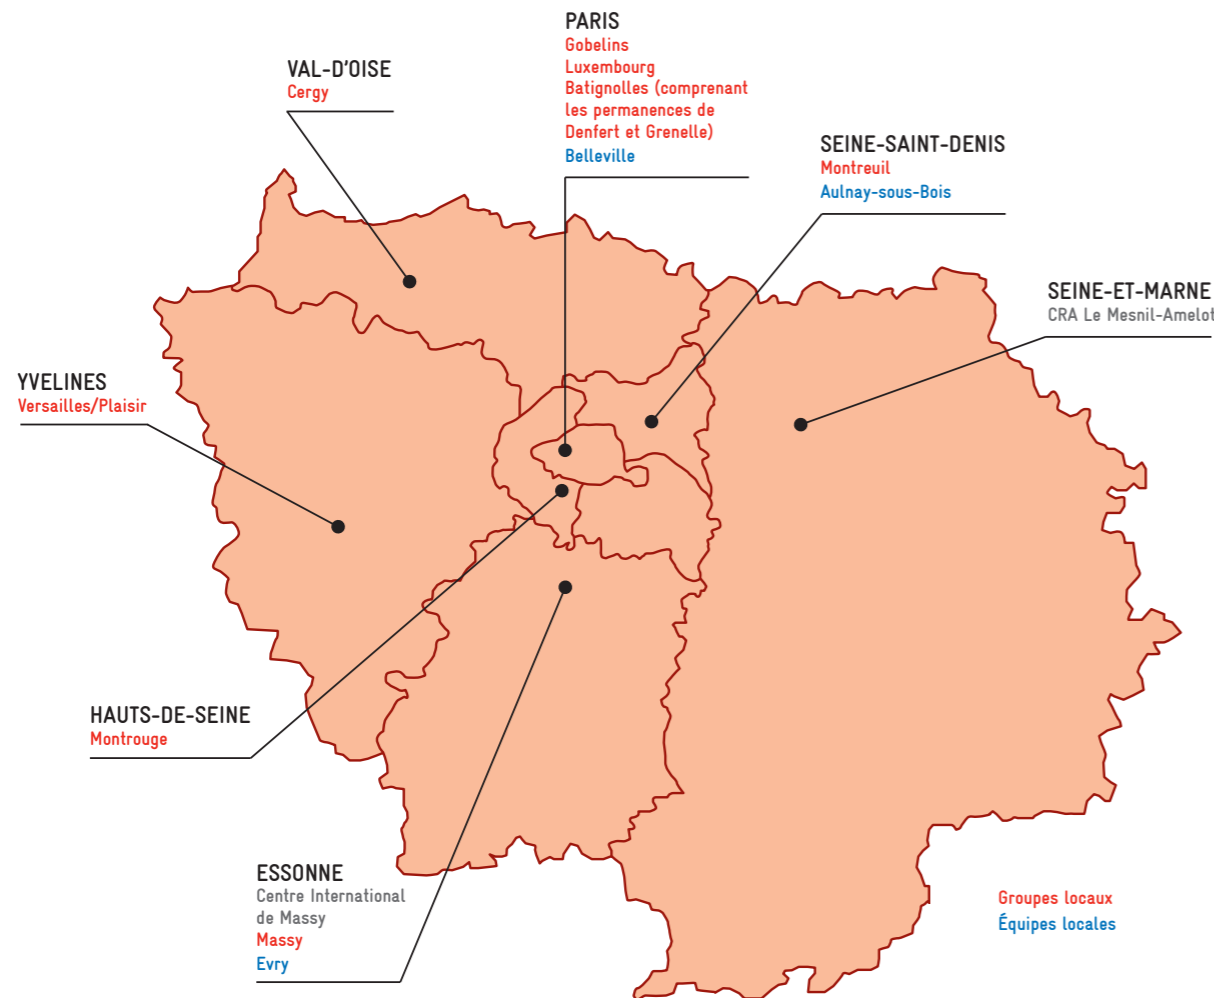 PARIS
Gobelins
Luxembourg
Batignolles (comprenant
les permanences de
Denfert et Grenelle)
Belleville
VAL-D'OISE
Cergy
SEINE-SAINT-DENIS
Montreuil
Aulnay-sous-Bois
SEINE-ET-MARNE
CRA Le Mesnil-Amelot
YVELINES
Versailles/Plaisir
HAUTS-DE-SEINE
Montrouge
ESSONNE
Centre International
de Massy
Massy
Evry
Groupes locaux
Équipes locales